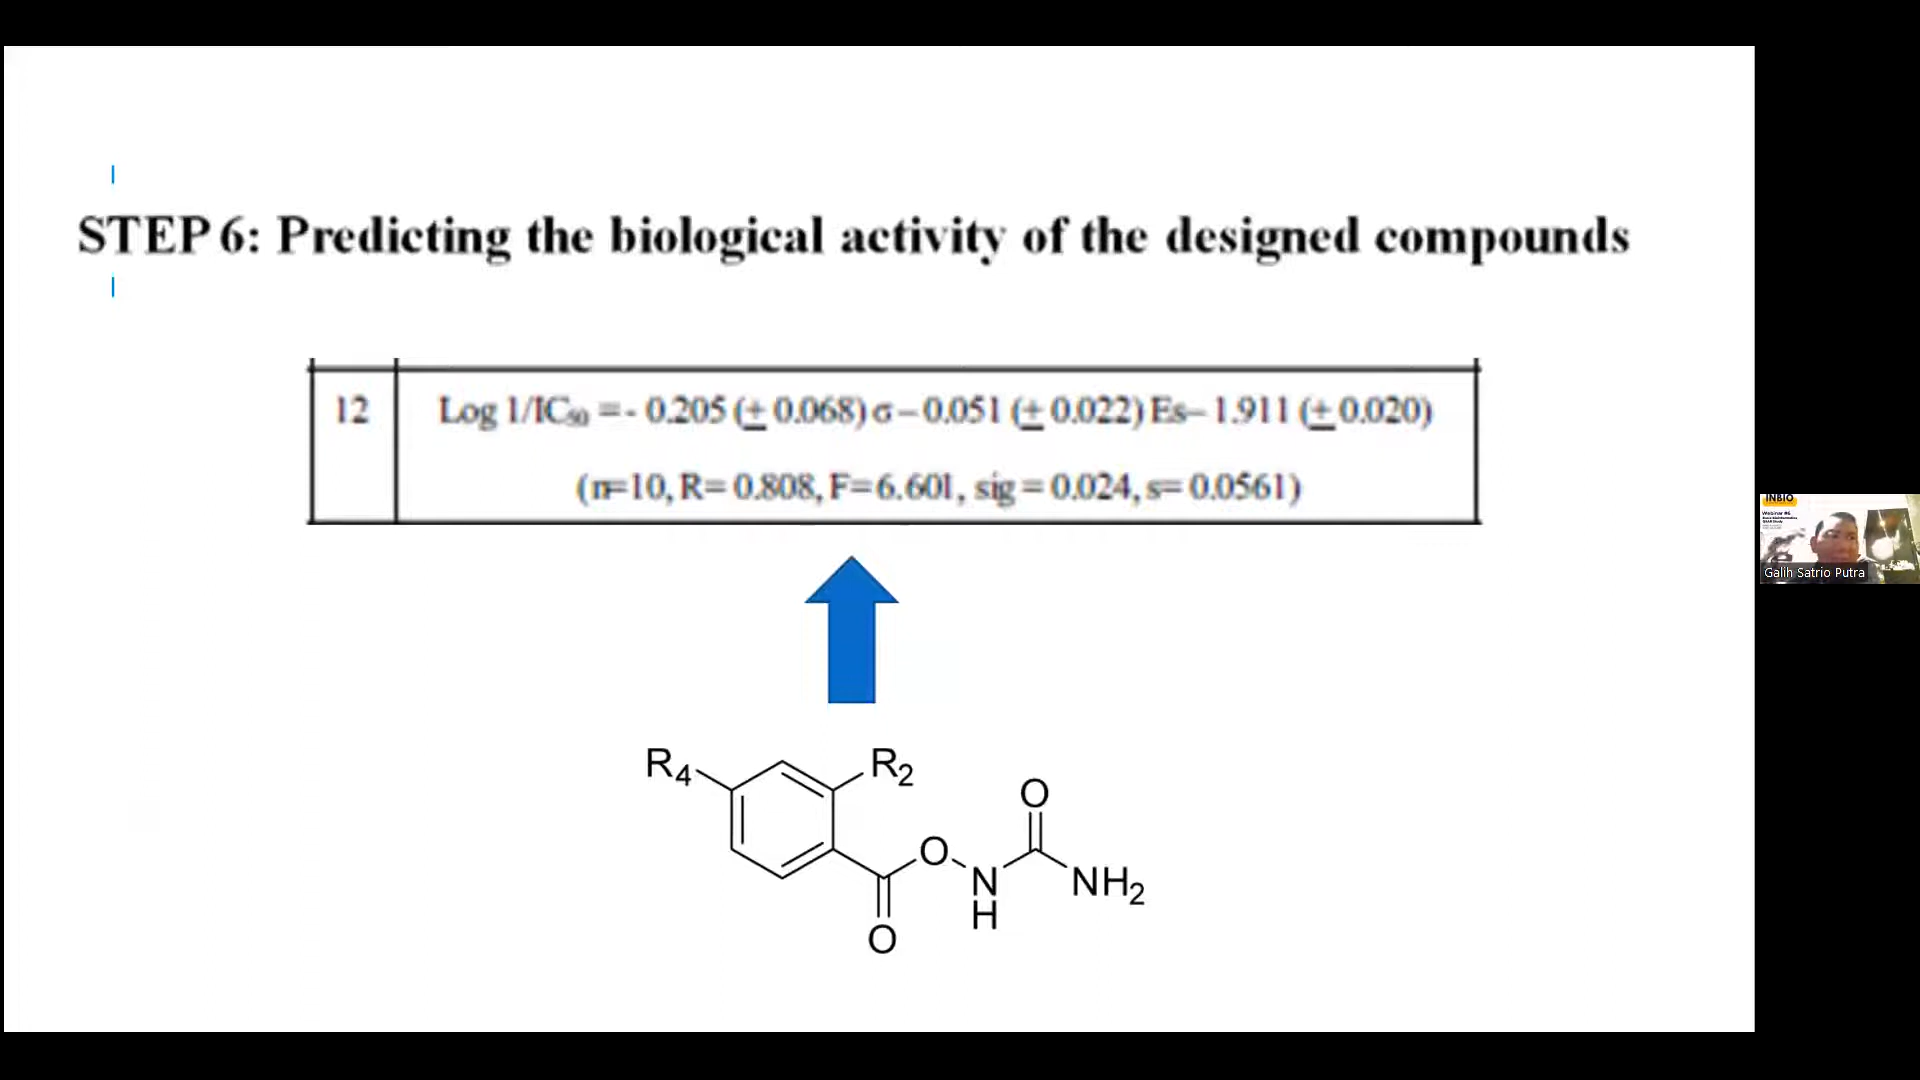 STEP 6: Predicting the biological activity of the designed compounds
12
Log 1/IC50 = - 0.205 (± 0.068) σ – 0.051 (± 0.022) Es– 1.911 (± 0.020)
(n=10, R= 0.808, F=6.601, sig = 0.024, s= 0.0561)
R4
R2
O
O
N
H
NH2
O
INBIO
Webinar #6
Galih Satrio Putra